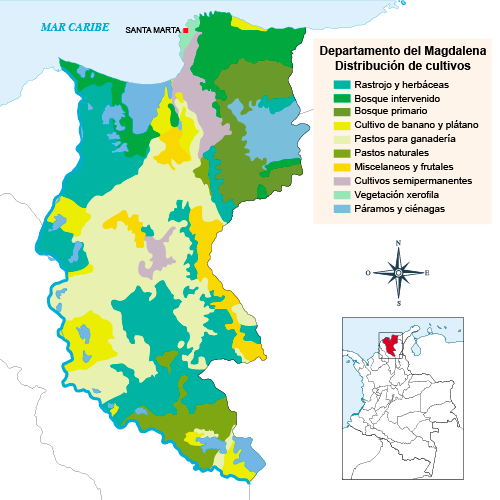 MAR CARIBE
SANTA MARTA
Departamento del Magdalena
Distribución de cultivos
Rastrojo y herbáceas
Bosque intervenido
Bosque primario
Cultivo de banano y plátano
Pastos para ganadería
Pastos naturales
Miscelaneos y frutales
Cultivos semipermanentes
Vegetación xerofila
Páramos y ciénagas
N
O
E
S